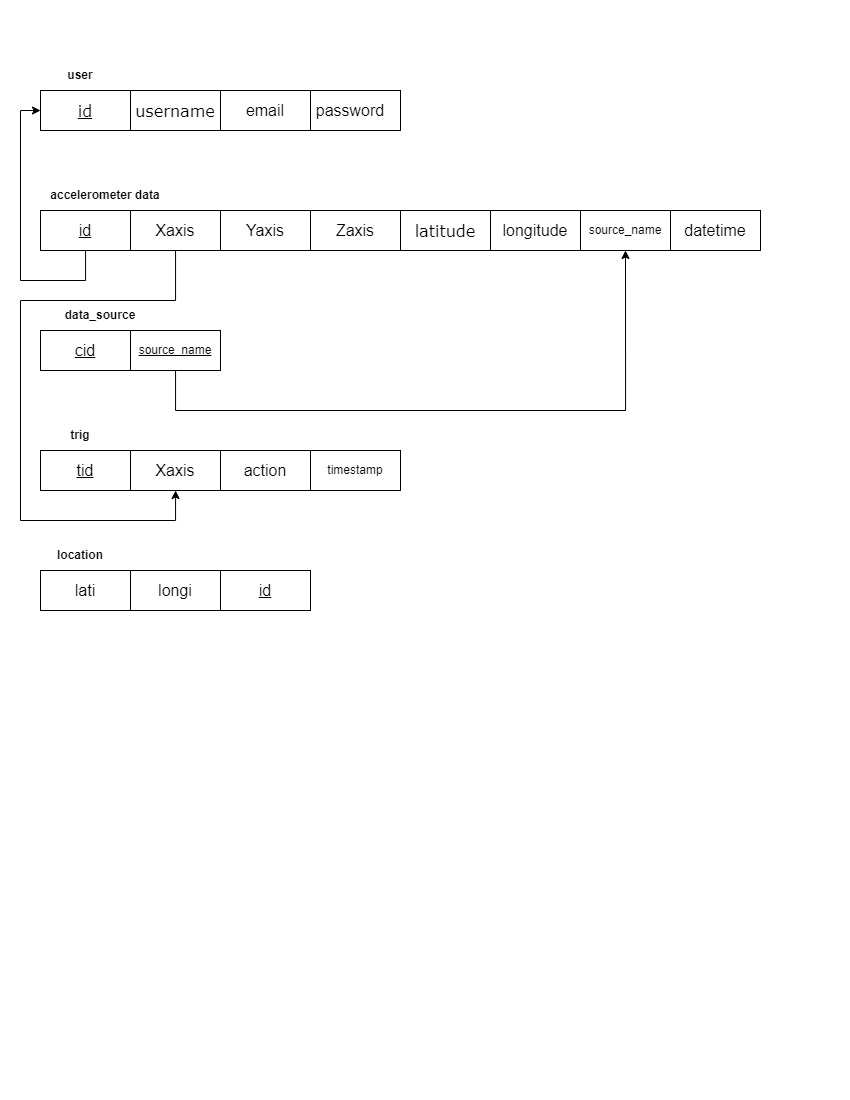 user
id username email password
accelerometer data
id Xaxis Yaxis Zaxis latitude longitude source_name datetime
data_source
cid source_name
trig
tid Xaxis action timestamp
location
lati longi id